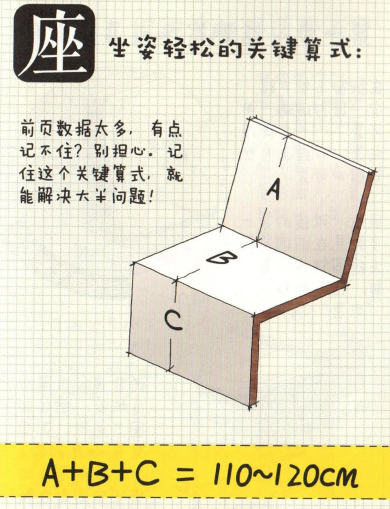 座
坐姿轻松的关键算式：
前页数据太多，有点
记不住？别担心。记
住这个关键算式，就
能解决大半问题！
A
B
C
A+B+C = 110~120cm